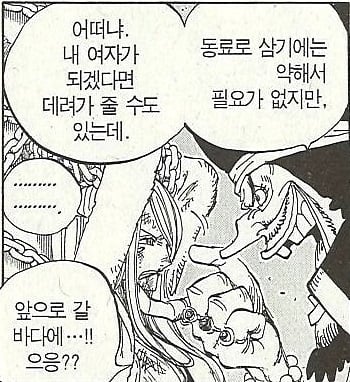 동료로 삼기에는
약해서
필요가 없지만,
어떠냐.
내 여자가
되겠다면
데려가 줄 수도
있는데.
………
………,
앞으로 갈
바다에…!!
으응??